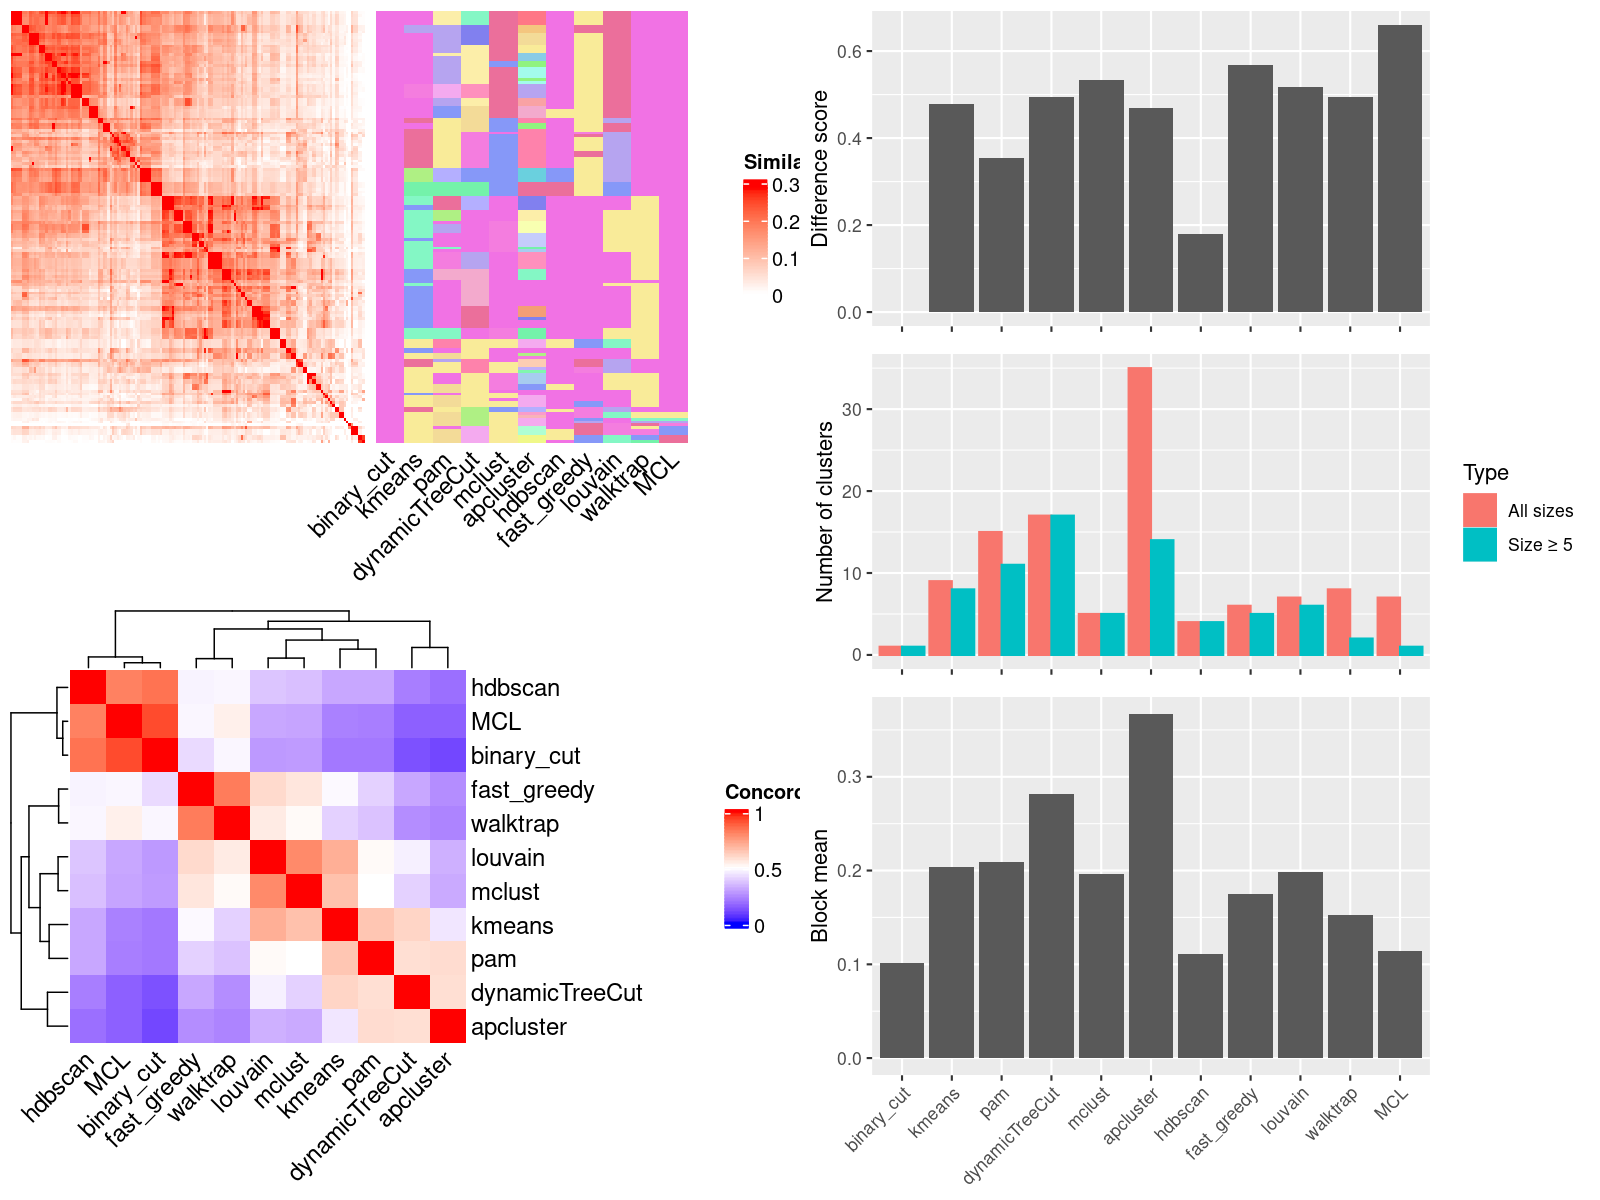 Simila
0.3
0.2
0.1
0
binary_cut
kmeans
pam
dynamicTreeCut
mclust
apcluster
hdbscan
fast_greedy
louvain
walktrap
MCL
hdbscan
MCL
binary_cut
fast_greedy
walktrap
louvain
mclust
kmeans
pam
dynamicTreeCut
apcluster
hdbscan
MCL
binary_cut
fast_greedy
walktrap
louvain
mclust
kmeans
pam
dynamicTreeCut
apcluster
Concord
1
0.5
0
Difference score
0.6
0.4
0.2
0.0
Number of clusters
30
20
10
0
Type
All sizes
Size ≥ 5
Block mean
0.3
0.2
0.1
0.0
binary_cut
kmeans
pam
dynamicTreeCut
mclust
apcluster
hdbscan
fast_greedy
louvain
walktrap
MCL